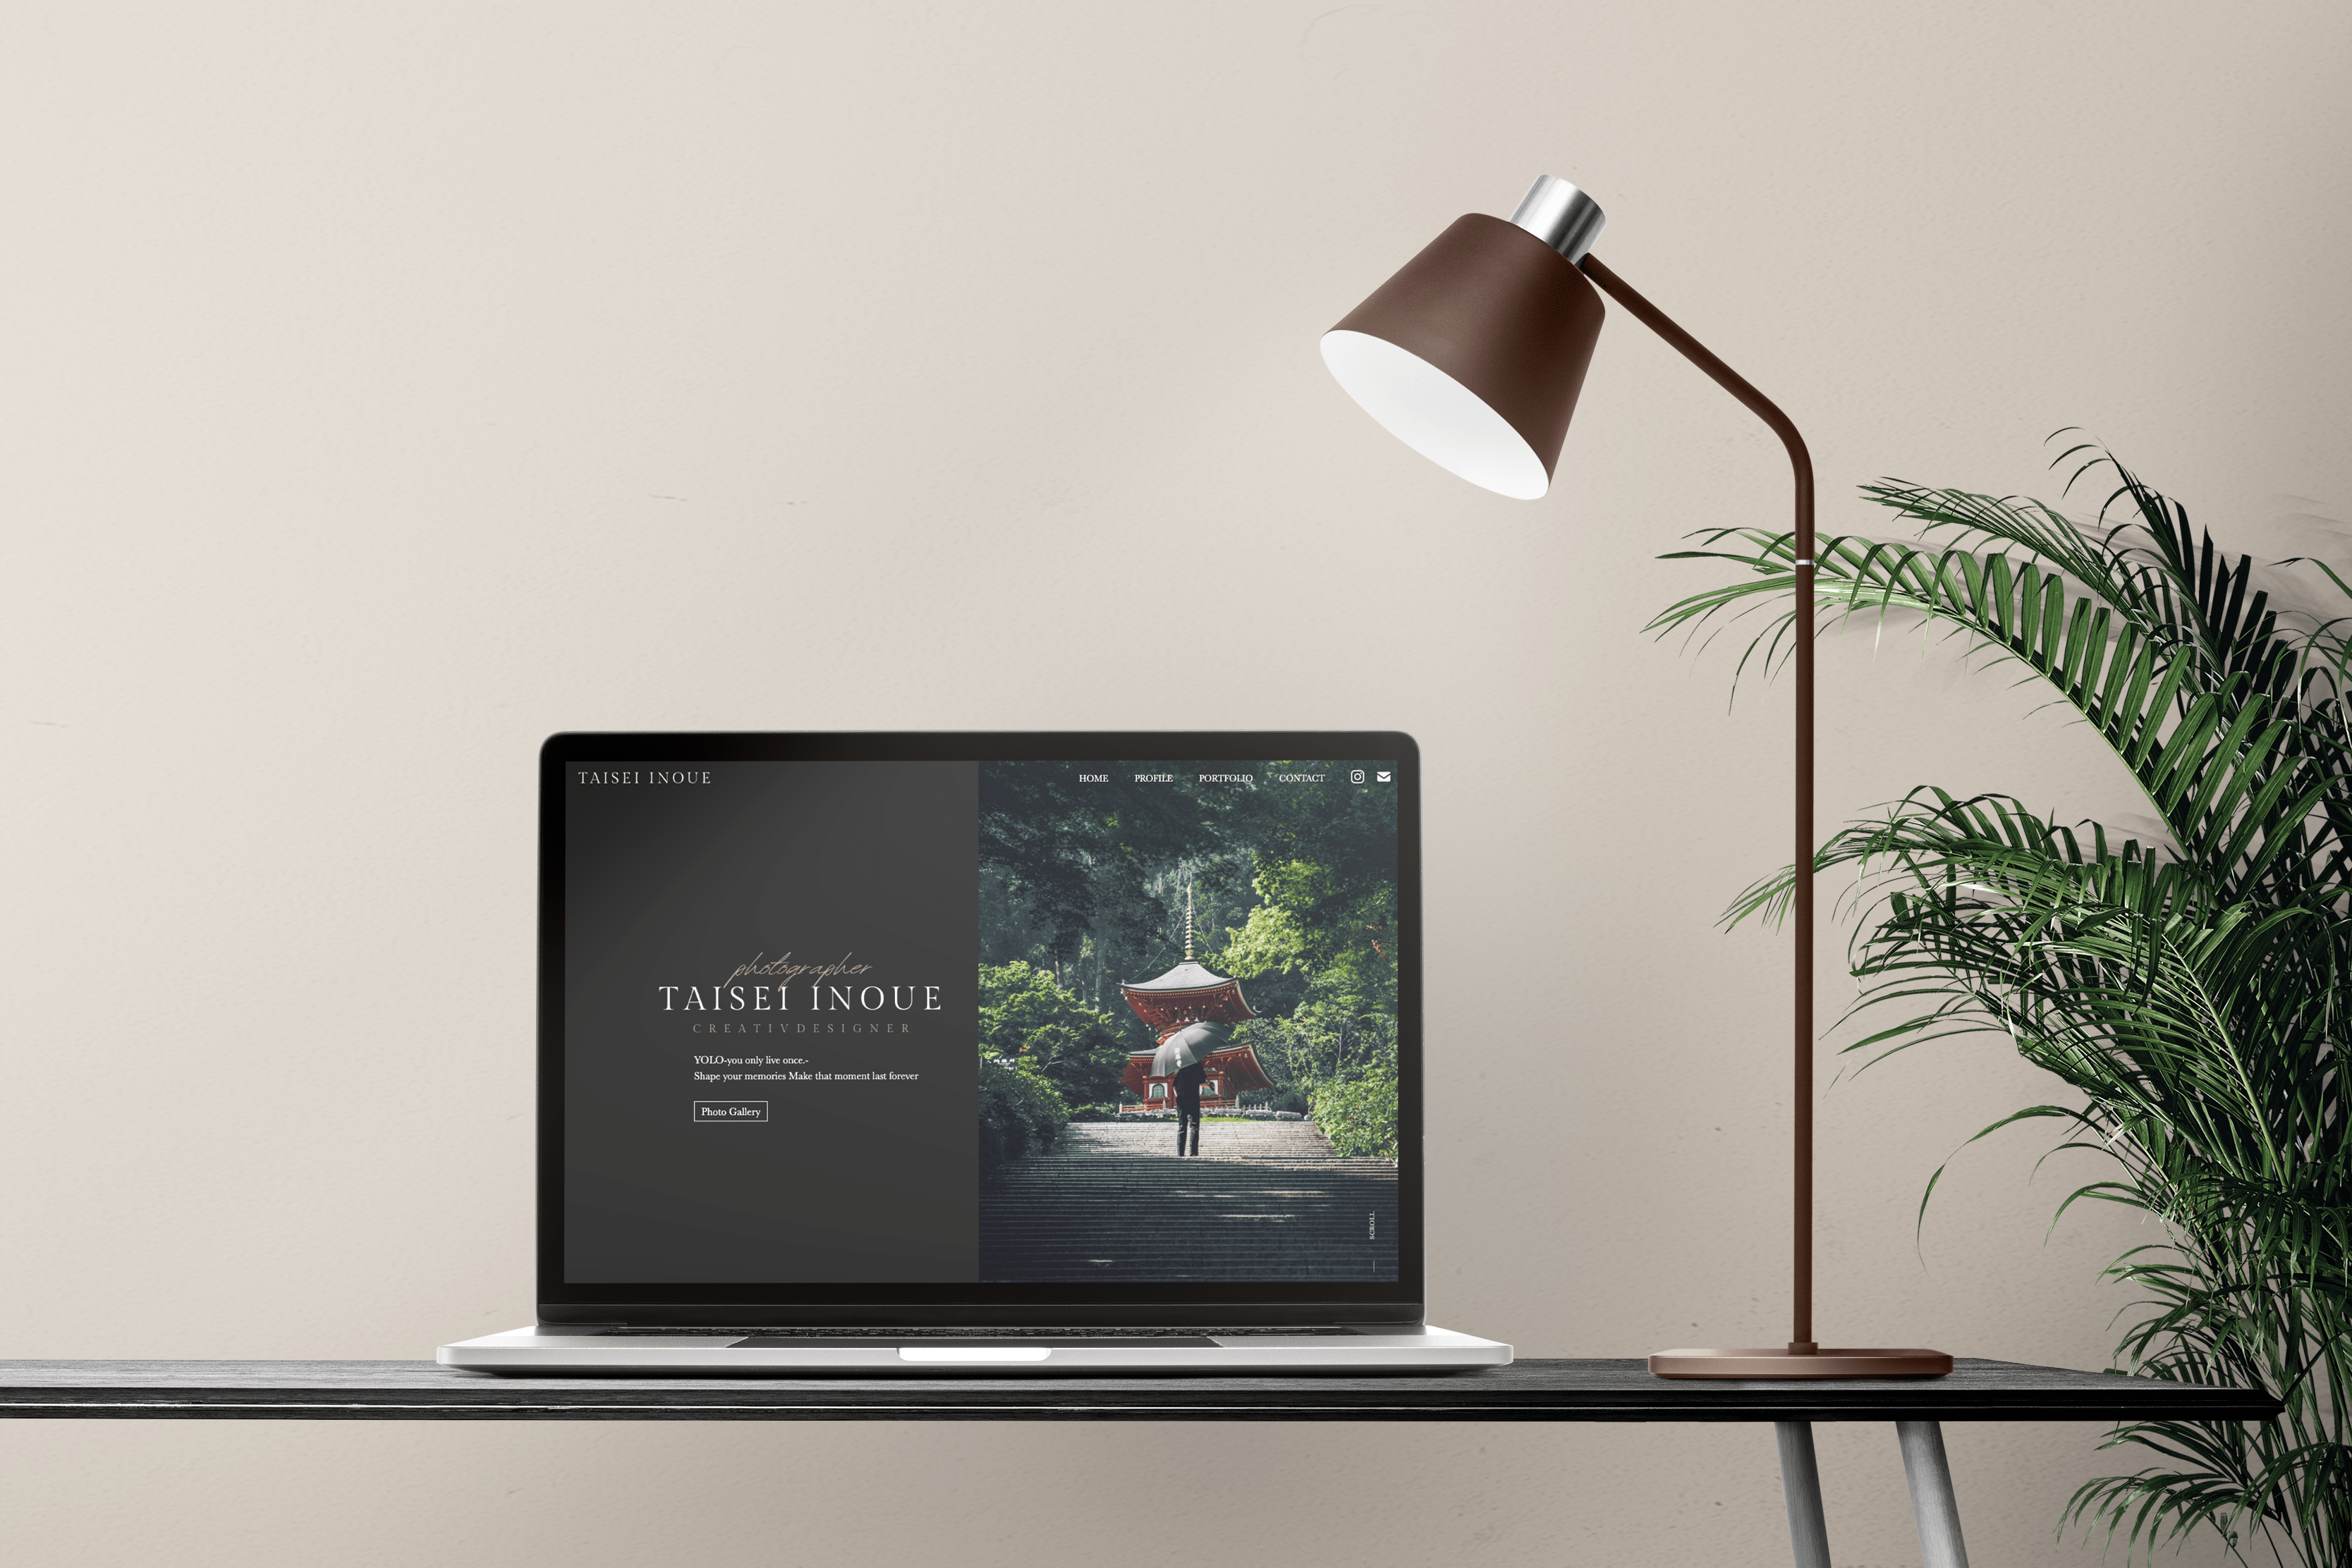 TAISEI INOUE
HOME PROFILE PORTFOLIO CONTACT
photographer
TAISEI INOUE
CREATIVDESIGNER
YOLO-you only live once.-
Shape your memories Make that moment last forever
Photo Gallery
SCROLL